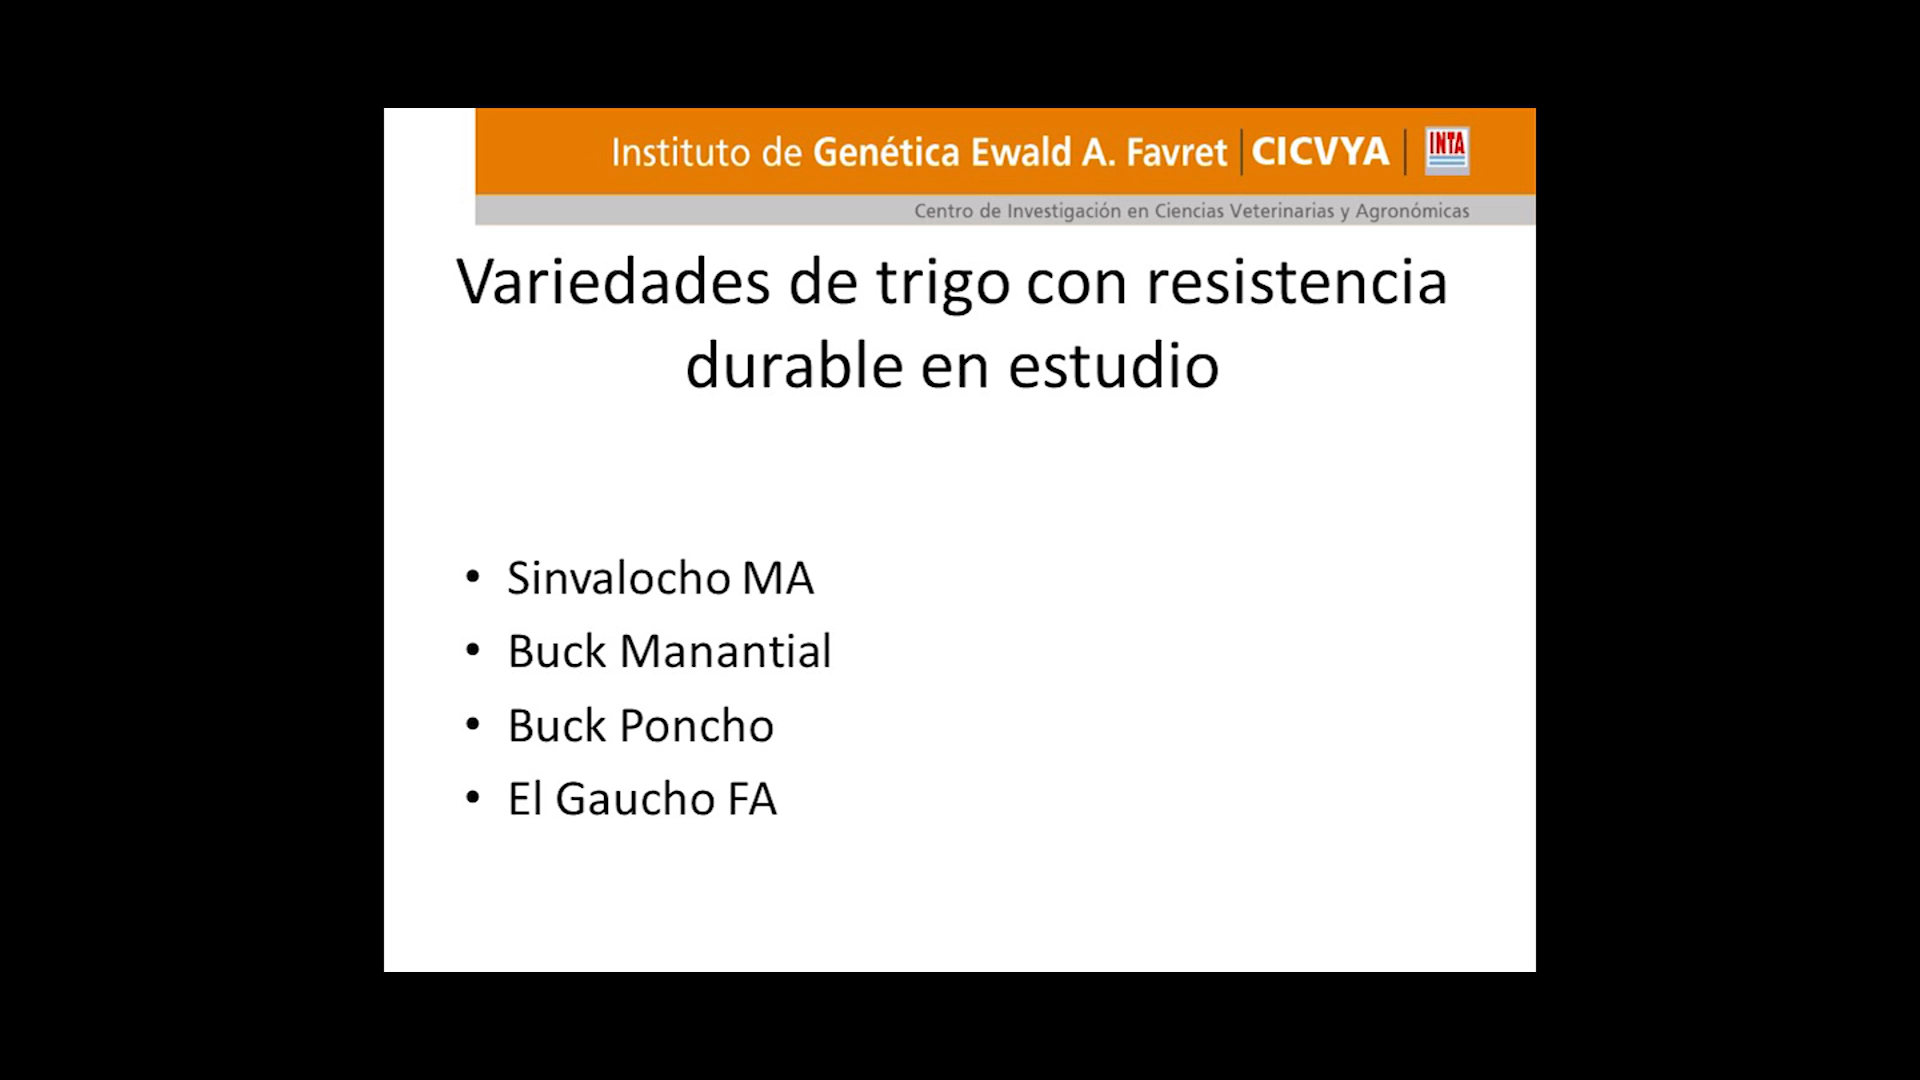 Instituto de Genética Ewald A. Favret | CICVYA | INTA
Centro de Investigación en Ciencias Veterinarias y Agronómicas
Variedades de trigo con resistencia
durable en estudio
• Sinvalocho MA
• Buck Manantial
• Buck Poncho
• El Gaucho FA